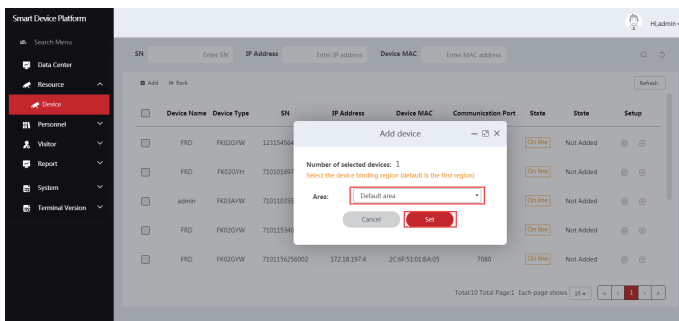 Smart Device Platform
Hi,admin
Search Menu
SN Enter SN IP Address Enter IP address Device MAC Enter MAC address
Data Center
Resource
Add Back Refresh
Device
Device Name Device Type SN IP Address Device MAC Communication Port State State Setup
Personnel
Visitor
Report
System
Terminal Version
FRD FK02GYW 123154564 On line Not Added
FRD FK02GYH 710101697 On line Not Added
admin FK03AYW 710110355 On line Not Added
FRD FK02GYW 710115340 On line Not Added
FRD FK02GYW 7101156256002 172.18.197.4 2C:6F:51:01:BA:05 7080 On line Not Added
Add device
Number of selected devices: 1
Select the device binding region (default is the first region)
Area: Default area
Cancel Set
Total:10 Total Page:1 Each page shows 10 « ‹ 1 › »